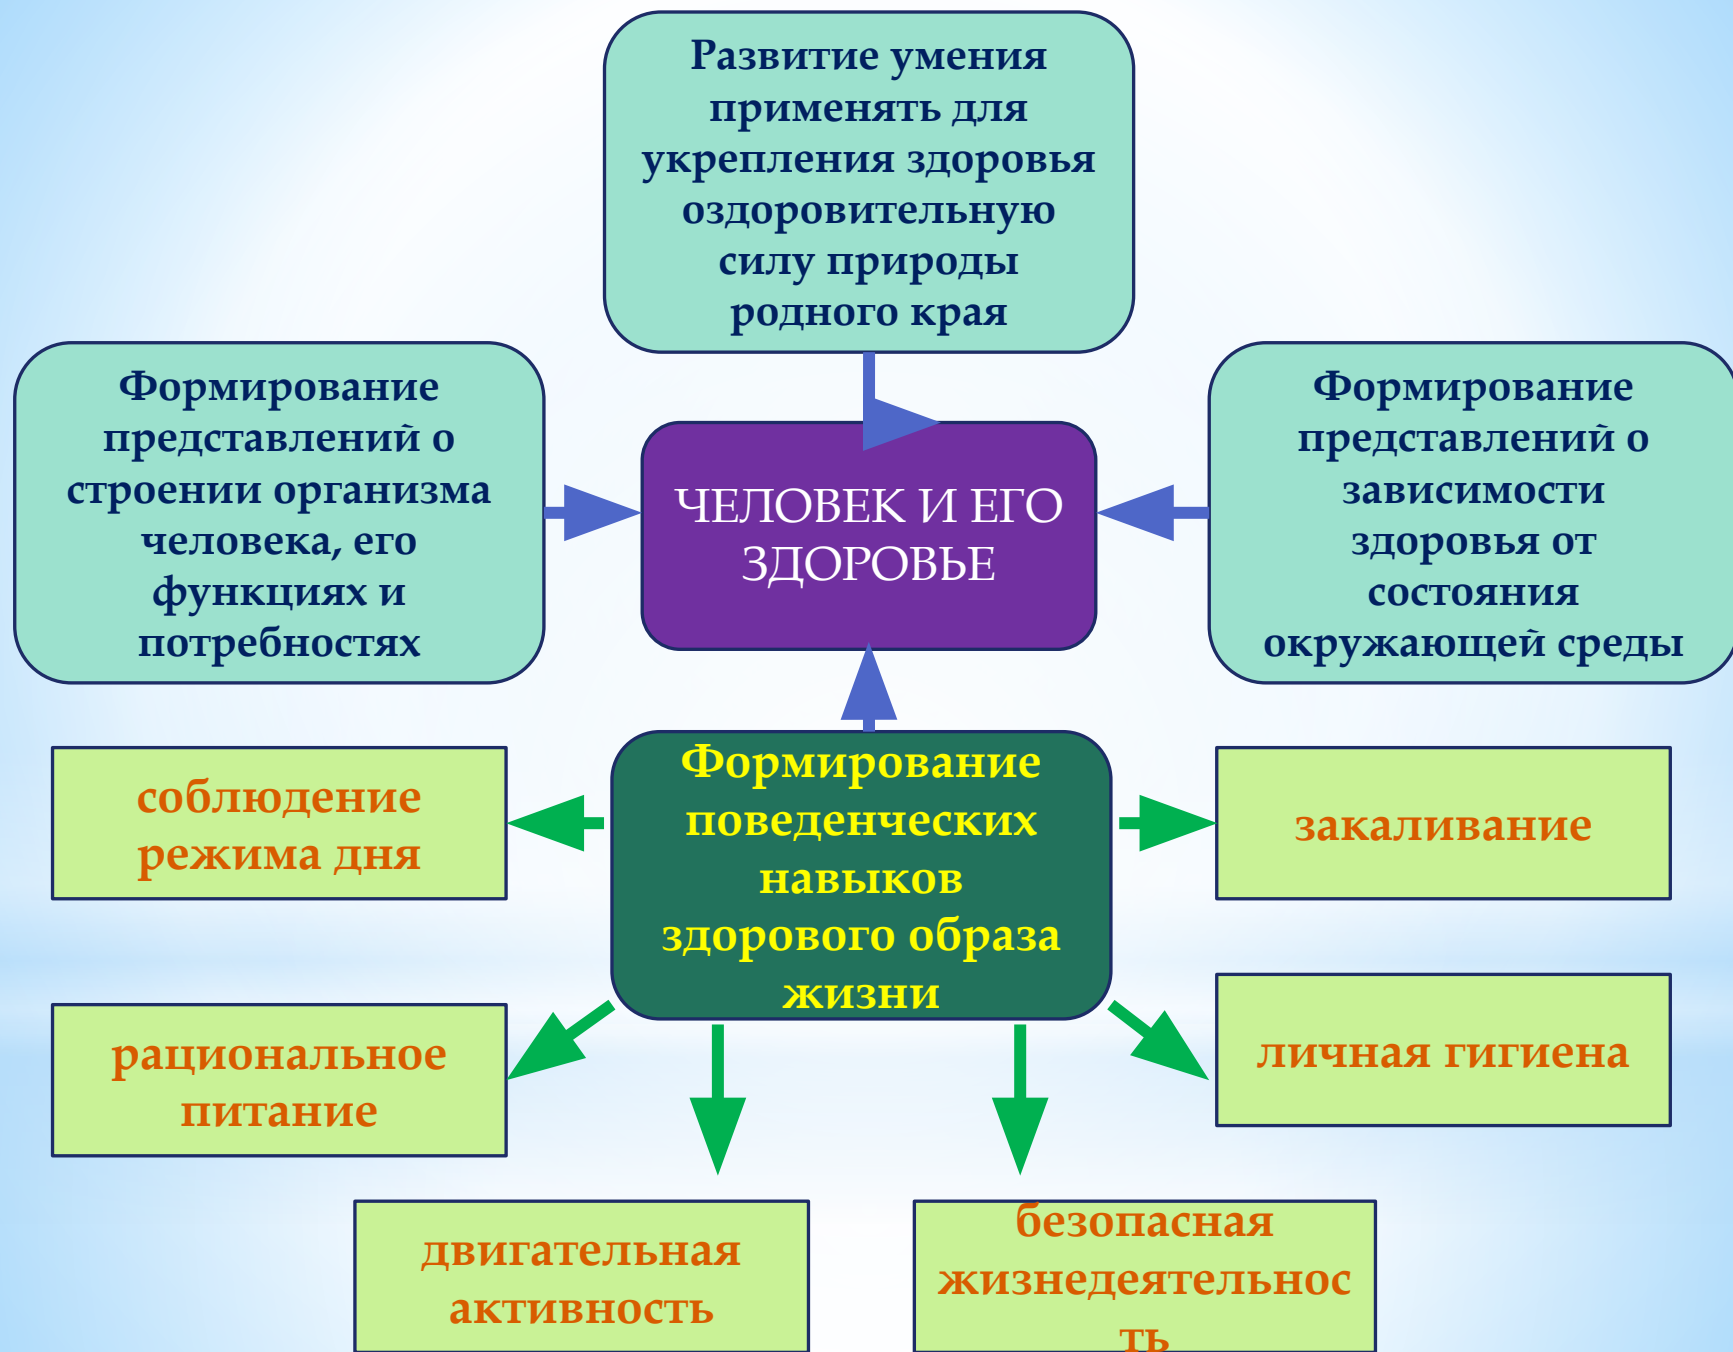 Развитие умения
применять для
укрепления здоровья
оздоровительную
силу природы
родного края
Формирование
представлений о
строении организма
человека, его
функциях и
потребностях
ЧЕЛОВЕК И ЕГО
ЗДОРОВЬЕ
Формирование
представлений о
зависимости
здоровья от
состояния
окружающей среды
Формирование
поведенческих
навыков
здорового образа
жизни
соблюдение
режима дня
закаливание
рациональное
питание
личная гигиена
двигательная
активность
безопасная
жизнедеятельнос
ть